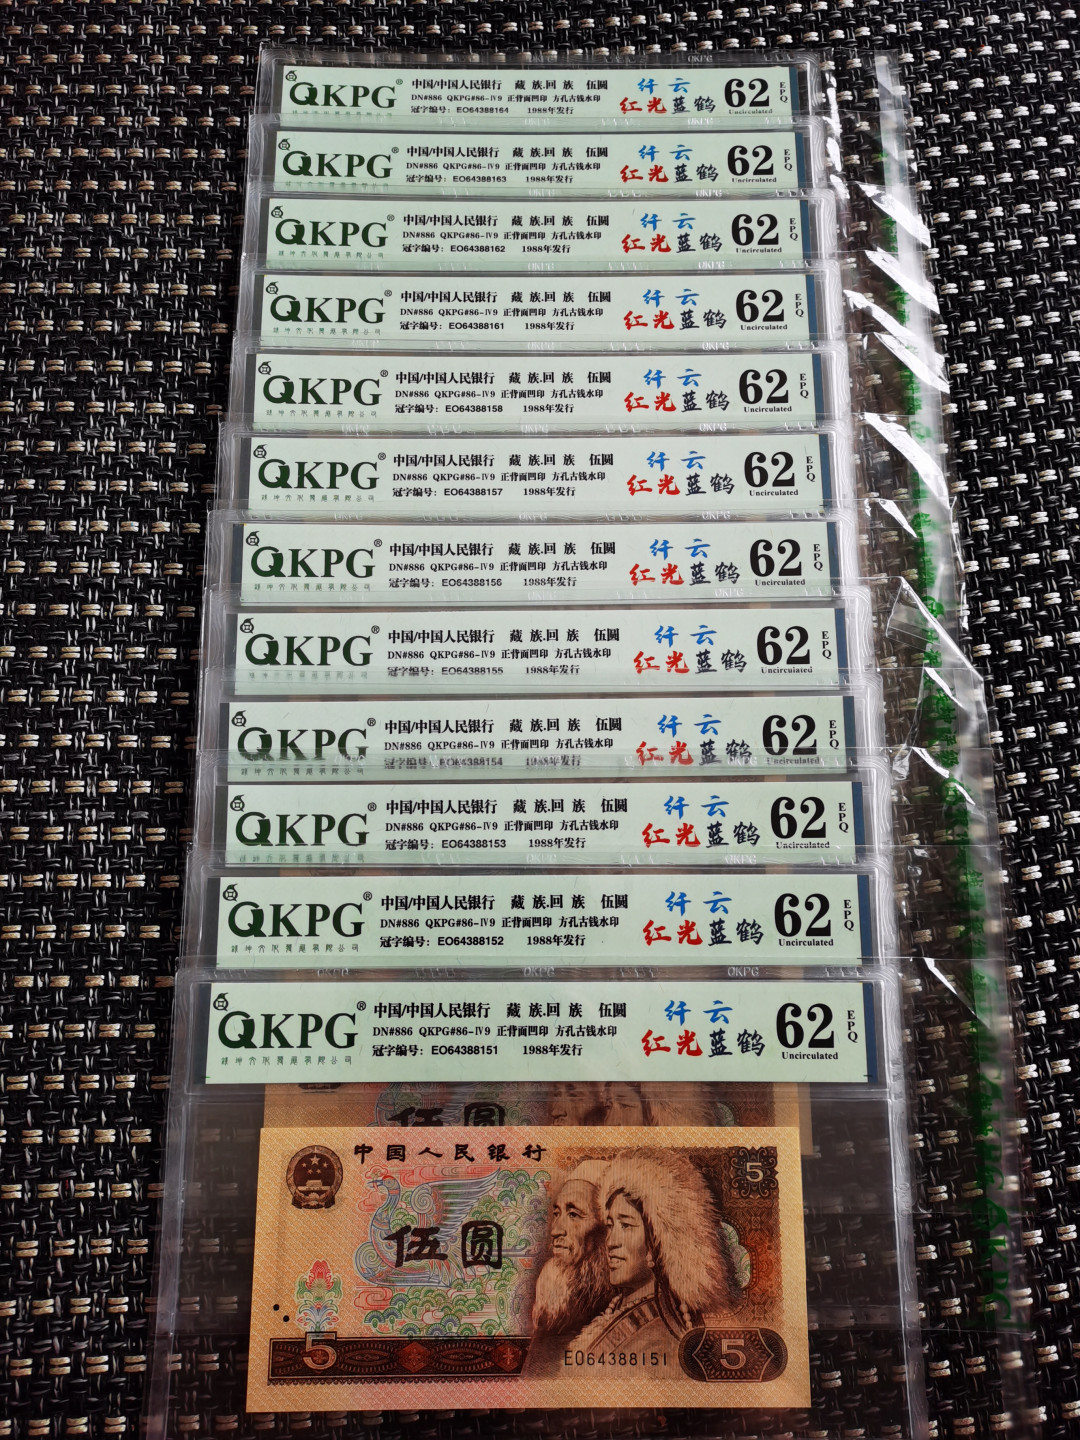 QKPG® 中国/中国人民银行 藏 族.回 族 伍圆 纤云 62 EPQ
DN#886 QKPG#86-Ⅳ9 正背面凹印 方孔古钱水印 红光蓝鹤
冠字编号: EO64388164 1988年发行 Uncirculated
QKPG® 中国/中国人民银行 藏 族.回 族 伍圆 纤云 62 EPQ
DN#886 QKPG#86-Ⅳ9 正背面凹印 方孔古钱水印 红光蓝鹤
冠字编号: EO64388163 1988年发行 Uncirculated
QKPG® 中国/中国人民银行 藏 族.回 族 伍圆 纤云 62 EPQ
DN#886 QKPG#86-Ⅳ9 正背面凹印 方孔古钱水印 红光蓝鹤
冠字编号: EO64388162 1988年发行 Uncirculated
QKPG® 中国/中国人民银行 藏 族.回 族 伍圆 纤云 62 EPQ
DN#886 QKPG#86-Ⅳ9 正背面凹印 方孔古钱水印 红光蓝鹤
冠字编号: EO64388161 1988年发行 Uncirculated
QKPG® 中国/中国人民银行 藏 族.回 族 伍圆 纤云 62 EPQ
DN#886 QKPG#86-Ⅳ9 正背面凹印 方孔古钱水印 红光蓝鹤
冠字编号: EO64388158 1988年发行 Uncirculated
QKPG® 中国/中国人民银行 藏 族.回 族 伍圆 纤云 62 EPQ
DN#886 QKPG#86-Ⅳ9 正背面凹印 方孔古钱水印 红光蓝鹤
冠字编号: EO64388157 1988年发行 Uncirculated
QKPG® 中国/中国人民银行 藏 族.回 族 伍圆 纤云 62 EPQ
DN#886 QKPG#86-Ⅳ9 正背面凹印 方孔古钱水印 红光蓝鹤
冠字编号: EO64388156 1988年发行 Uncirculated
QKPG® 中国/中国人民银行 藏 族.回 族 伍圆 纤云 62 EPQ
DN#886 QKPG#86-Ⅳ9 正背面凹印 方孔古钱水印 红光蓝鹤
冠字编号: EO64388155 1988年发行 Uncirculated
QKPG® 中国/中国人民银行 藏 族.回 族 伍圆 纤云 62 EPQ
DN#886 QKPG#86-Ⅳ9 正背面凹印 方孔古钱水印 红光蓝鹤
冠字编号: EO64388154 1988年发行 Uncirculated
QKPG® 中国/中国人民银行 藏 族.回 族 伍圆 纤云 62 EPQ
DN#886 QKPG#86-Ⅳ9 正背面凹印 方孔古钱水印 红光蓝鹤
冠字编号: EO64388153 1988年发行 Uncirculated
QKPG® 中国/中国人民银行 藏 族.回 族 伍圆 纤云 62 EPQ
DN#886 QKPG#86-Ⅳ9 正背面凹印 方孔古钱水印 红光蓝鹤
冠字编号: EO64388152 1988年发行 Uncirculated
QKPG
QKPG® 中国/中国人民银行 藏 族.回 族 伍圆 纤云 62 EPQ
DN#886 QKPG#86-Ⅳ9 正背面凹印 方孔古钱水印 红光蓝鹤
冠字编号: EO64388151 1988年发行 Uncirculated
伍圆
中国人民银行 5
伍圆
5 EO64388151 5